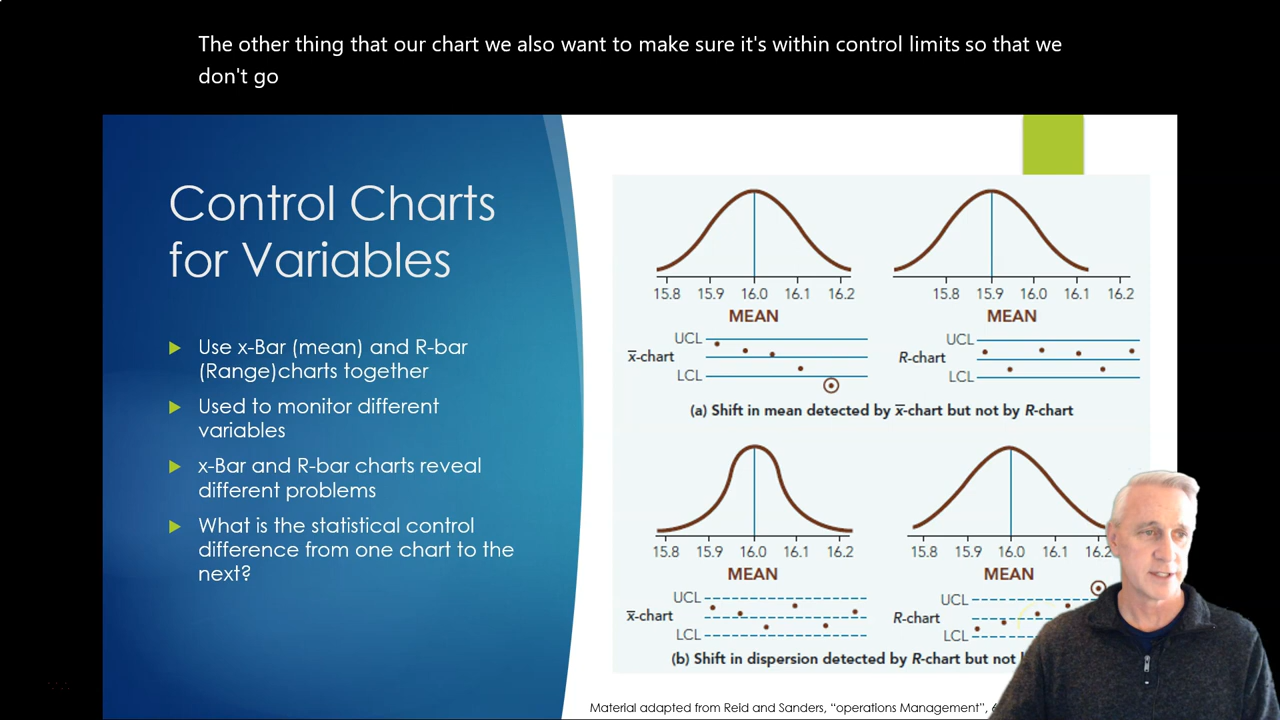 The other thing that our chart we also want to make sure it's within control limits so that we
don't go
Control Charts
for Variables
Use x-Bar (mean) and R-bar
(Range)charts together
Used to monitor different
variables
x-Bar and R-bar charts reveal
different problems
What is the statistical control
difference from one chart to the
next?
15.8 15.9 16.0 16.1 16.2
MEAN
UCL
x̅-chart
LCL
15.8 15.9 16.0 16.1 16.2
MEAN
UCL
R-chart
LCL
(a) Shift in mean detected by x̅-chart but not by R-chart
15.8 15.9 16.0 16.1 16.2
MEAN
UCL
x̅-chart
LCL
15.8 15.9 16.0 16.1 16.2
MEAN
UCL
R-chart
LCL
(b) Shift in dispersion detected by R-chart but not
Material adapted from Reid and Sanders, "operations Management",